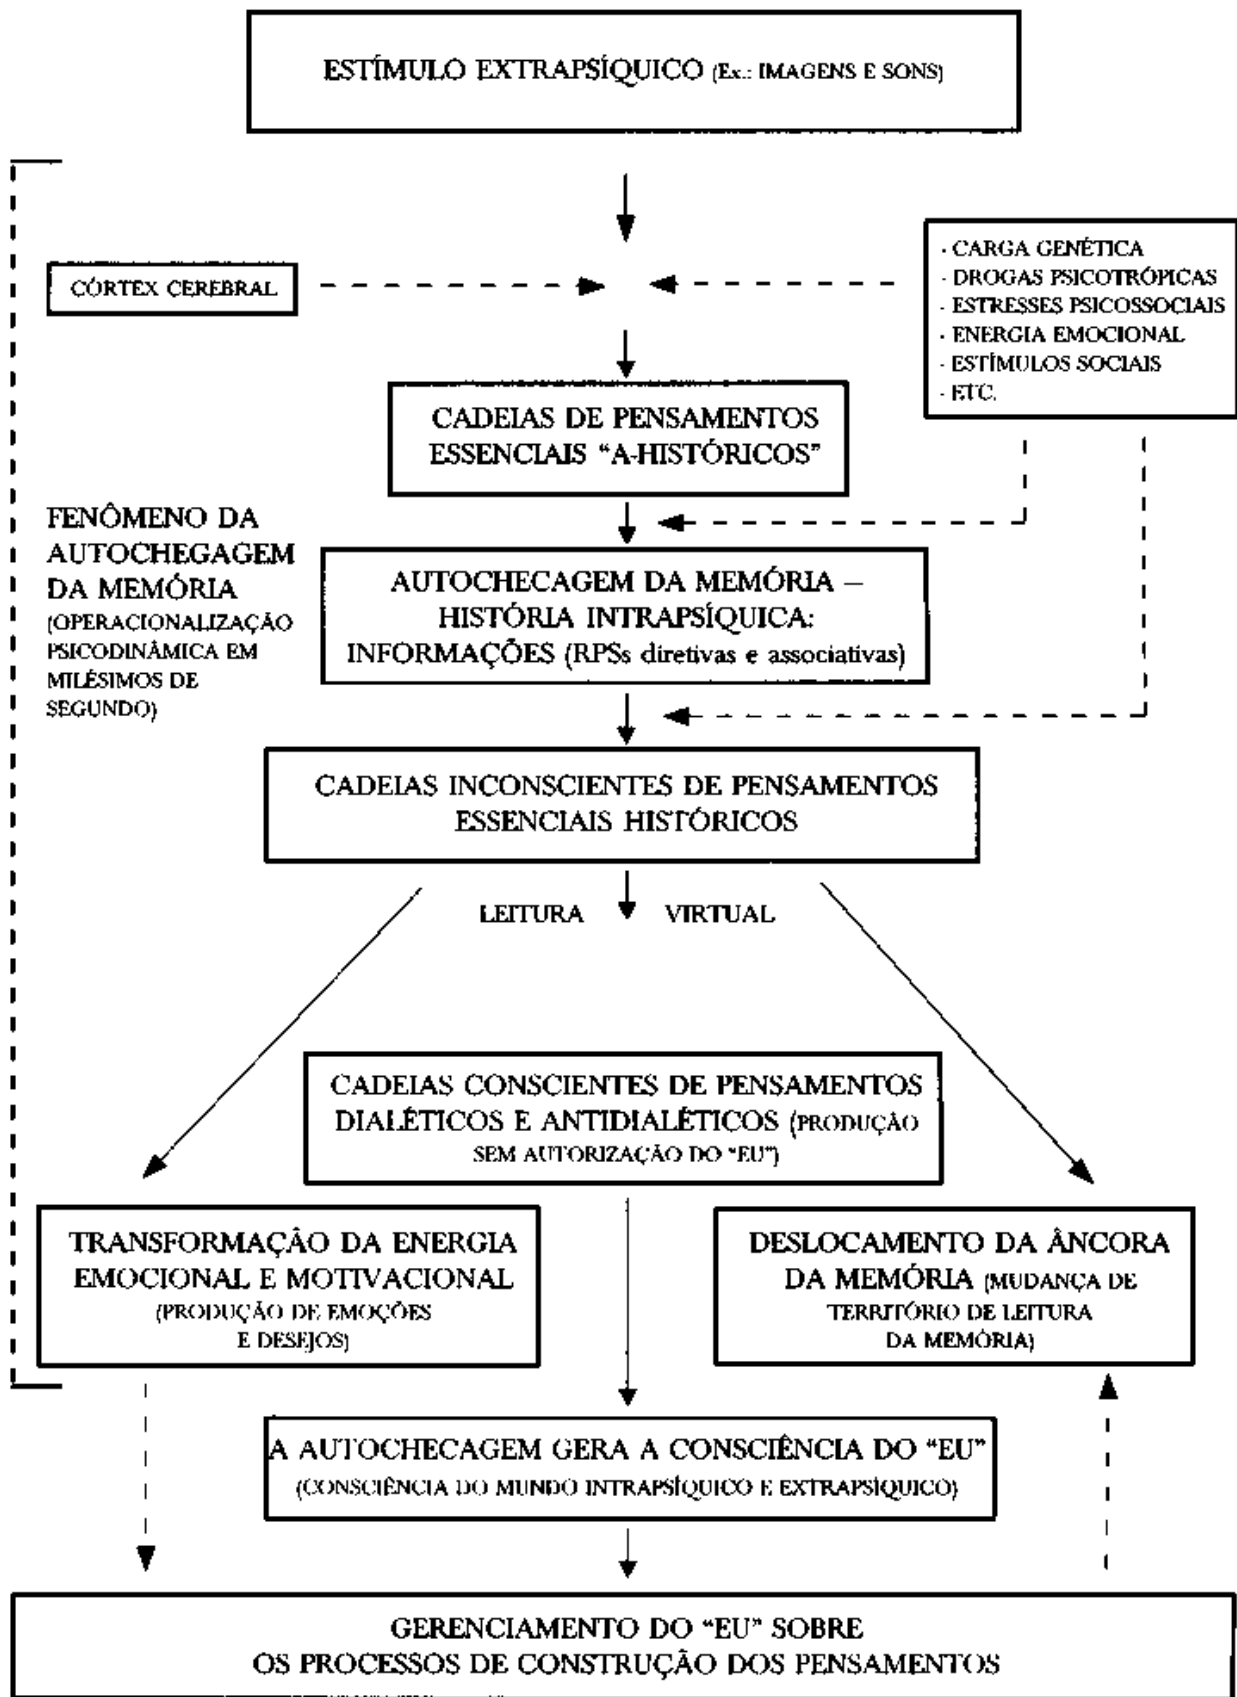 ESTÍMULO EXTRAPSÍQUICO (Ex.: IMAGENS E SONS)
CÓRTEX CEREBRAL
- CARGA GENÉTICA
- DROGAS PSICOTRÓPICAS
- ESTRESSES PSICOSSOCIAIS
- ENERGIA EMOCIONAL
- ESTÍMULOS SOCIAIS
- ETC.
CADEIAS DE PENSAMENTOS
ESSENCIAIS “A-HISTÓRICOS”
FENÔMENO DA
AUTOCHEGAGEM
DA MEMÓRIA
(OPERACIONALIZAÇÃO
PSICODINÂMICA EM
MILÉSIMOS DE
SEGUNDO)
AUTOCHECAGEM DA MEMÓRIA –
HISTÓRIA INTRAPSÍQUICA:
INFORMAÇÕES (RPSs diretivas e associativas)
CADEIAS INCONSCIENTES DE PENSAMENTOS
ESSENCIAIS HISTÓRICOS
LEITURA VIRTUAL
CADEIAS CONSCIENTES DE PENSAMENTOS
DIALÉTICOS E ANTIDIALÉTICOS (PRODUÇÃO
SEM AUTORIZAÇÃO DO “EU”)
TRANSFORMAÇÃO DA ENERGIA
EMOCIONAL E MOTIVACIONAL
(PRODUÇÃO DE EMOÇÕES
E DESEJOS)
DESLOCAMENTO DA ÂNCORA
DA MEMÓRIA (MUDANÇA DE
TERRITÓRIO DE LEITURA
DA MEMÓRIA)
A AUTOCHECAGEM GERA A CONSCIÊNCIA DO “EU”
(CONSCIÊNCIA DO MUNDO INTRAPSÍQUICO E EXTRAPSÍQUICO)
GERENCIAMENTO DO “EU” SOBRE
OS PROCESSOS DE CONSTRUÇÃO DOS PENSAMENTOS